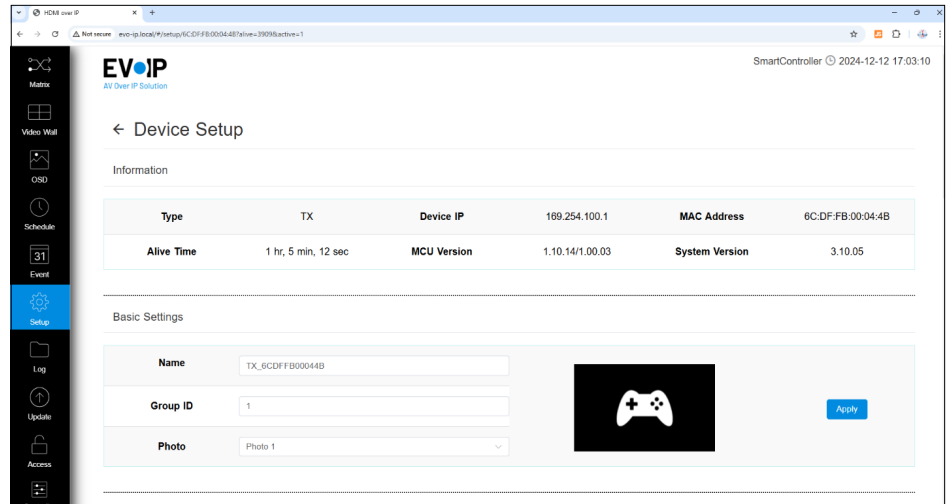 HDMI over IP
Not secure evo-ip.local/#/setup/6C:DF:FB:00:04:4B?alive=3909&active=1
EVOIP
AV Over IP Solution
SmartController 2024-12-12 17:03:10
Matrix
Video Wall
OSD
Schedule
31
Event
Setup
Log
Update
Access
Device Setup
Information
Type TX Device IP 169.254.100.1 MAC Address 6C:DF:FB:00:04:4B
Alive Time 1 hr, 5 min, 12 sec MCU Version 1.10.14/1.00.03 System Version 3.10.05
Basic Settings
Name TX_6CDFFB00044B
Group ID 1
Photo Photo 1
Apply